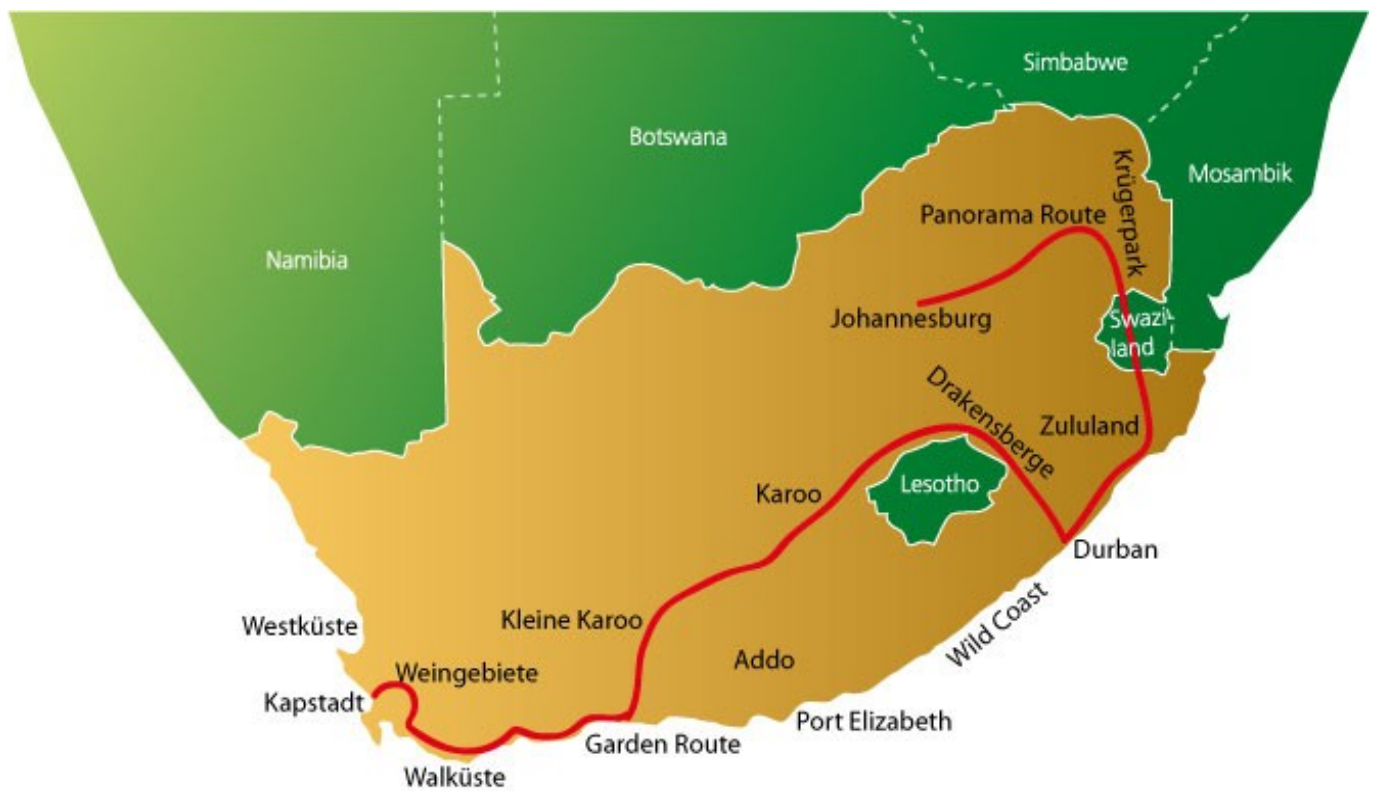 Simbabwe
Botswana
Mosambik
Krügerpark
Panorama Route
Namibia
Johannesburg
Swazi-
land
Drakensberge
Zululand
Lesotho
Karoo
Durban
Kleine Karoo
Westküste
Wild Coast
Addo
Weingebiete
Kapstadt
Port Elizabeth
Garden Route
Walküste